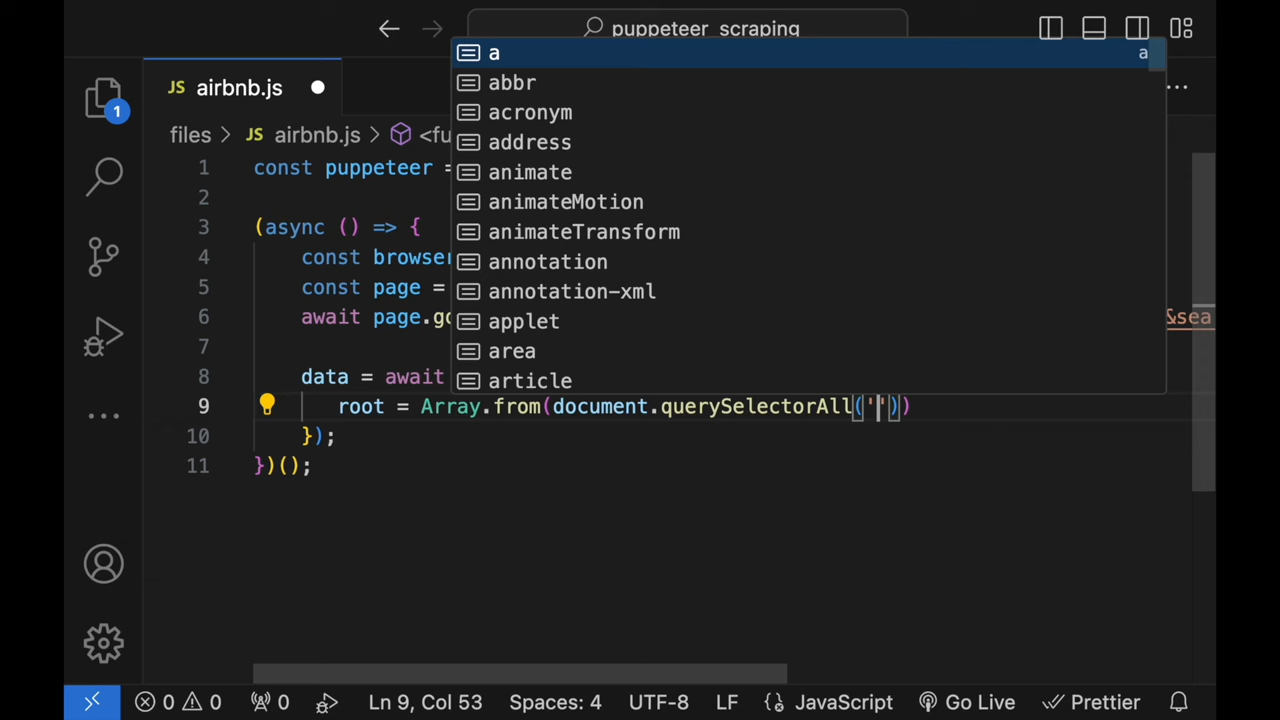 puppeteer_scraping
JS airbnb.js
files > JS airbnb.js > <fu
1
1 const puppeteer =
2
3 (async () => {
4 const browser
5 const page =
6 await page.go &sea
7
8 data = await
9 root = Array.from(document.querySelectorAll(''))
10 });
11 })();
a a
abbr
acronym
address
animate
animateMotion
animateTransform
annotation
annotation-xml
applet
area
article
0 0 0 Ln 9, Col 53 Spaces: 4 UTF-8 LF JavaScript Go Live Prettier